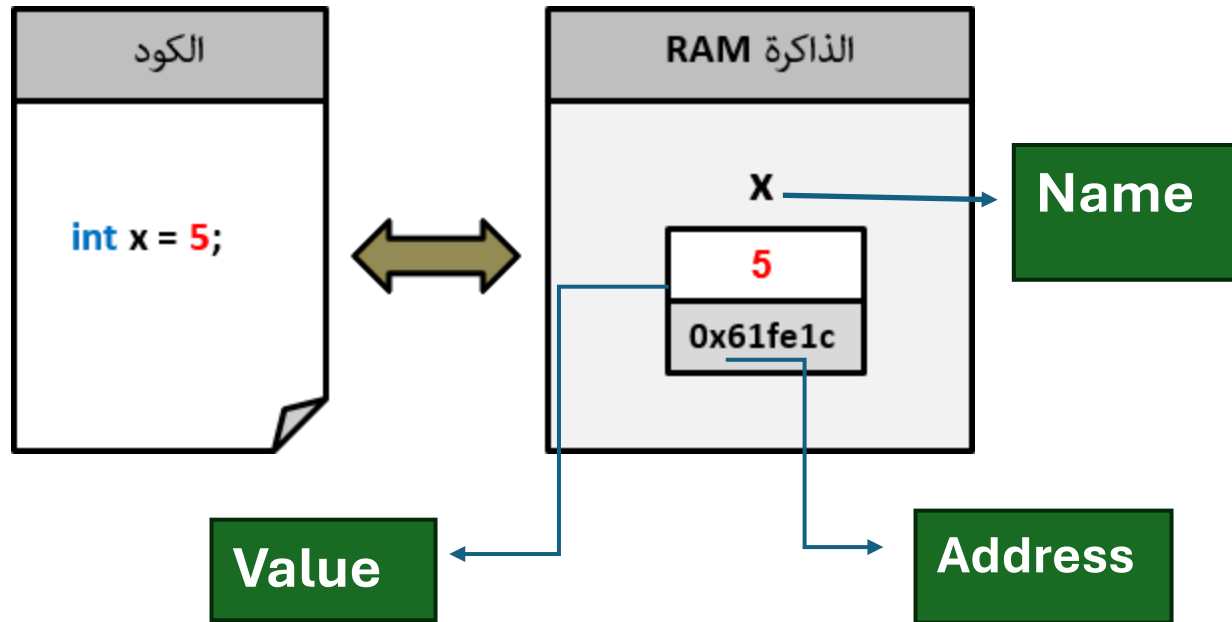 الكود
int x = 5;
الذاكرة RAM
x
5
0x61fe1c
Name
Value
Address